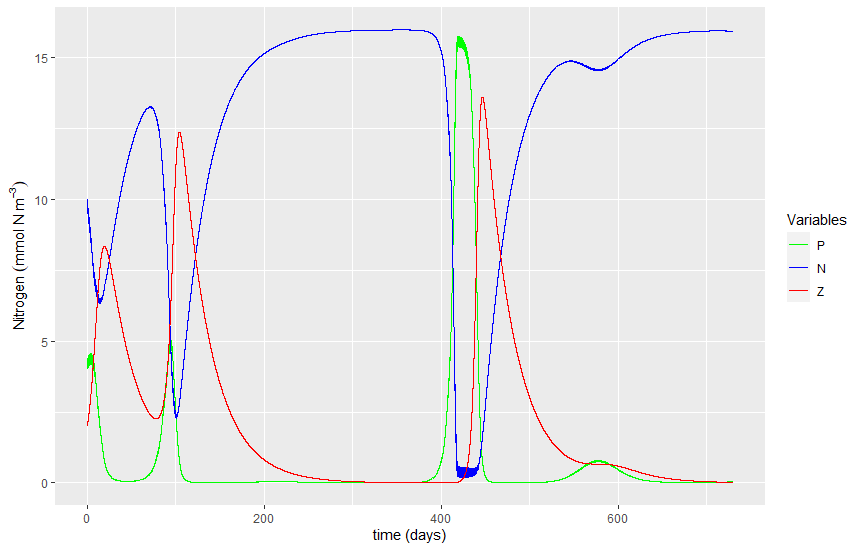 15
10
5
0
Nitrogen (mmol N m⁻³)
0 200 400 600
time (days)
Variables
P
N
Z